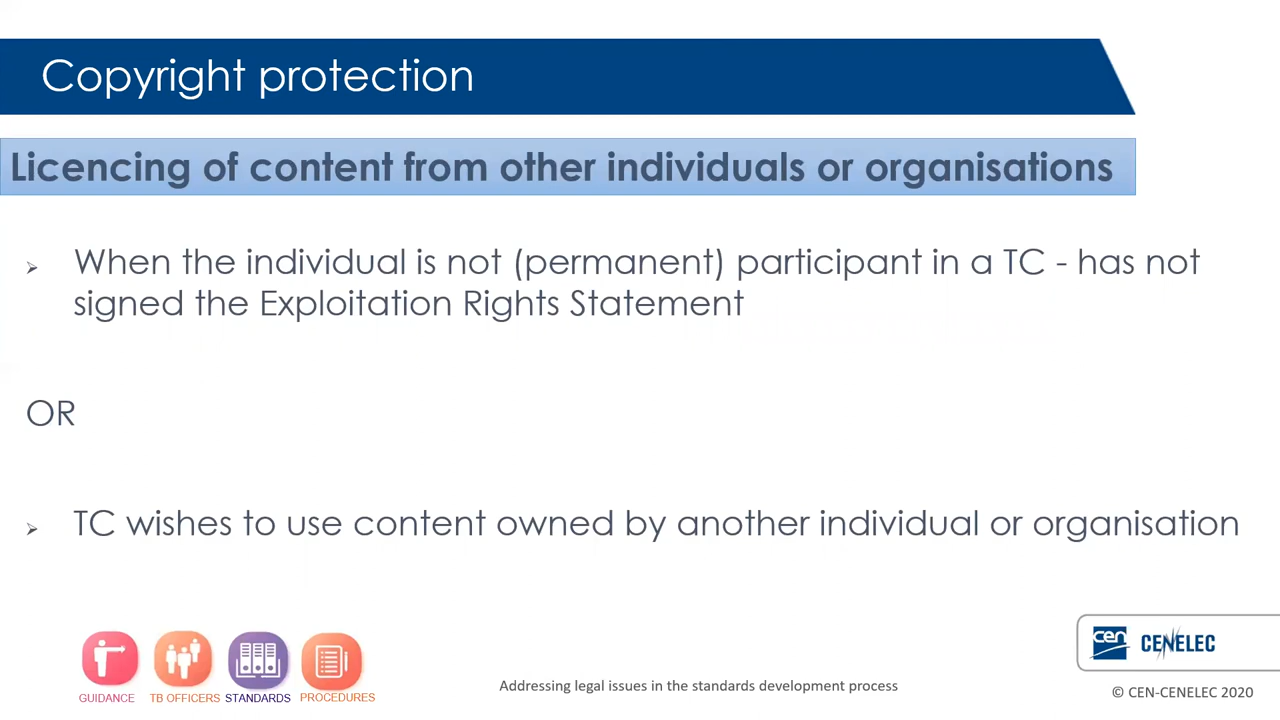 Copyright protection
Licencing of content from other individuals or organisations
When the individual is not (permanent) participant in a TC - has not
signed the Exploitation Rights Statement
OR
TC wishes to use content owned by another individual or organisation
GUIDANCE
TB OFFICERS
STANDARDS
PROCEDURES
Addressing legal issues in the standards development process
cen
CENELEC
© CEN-CENELEC 2020